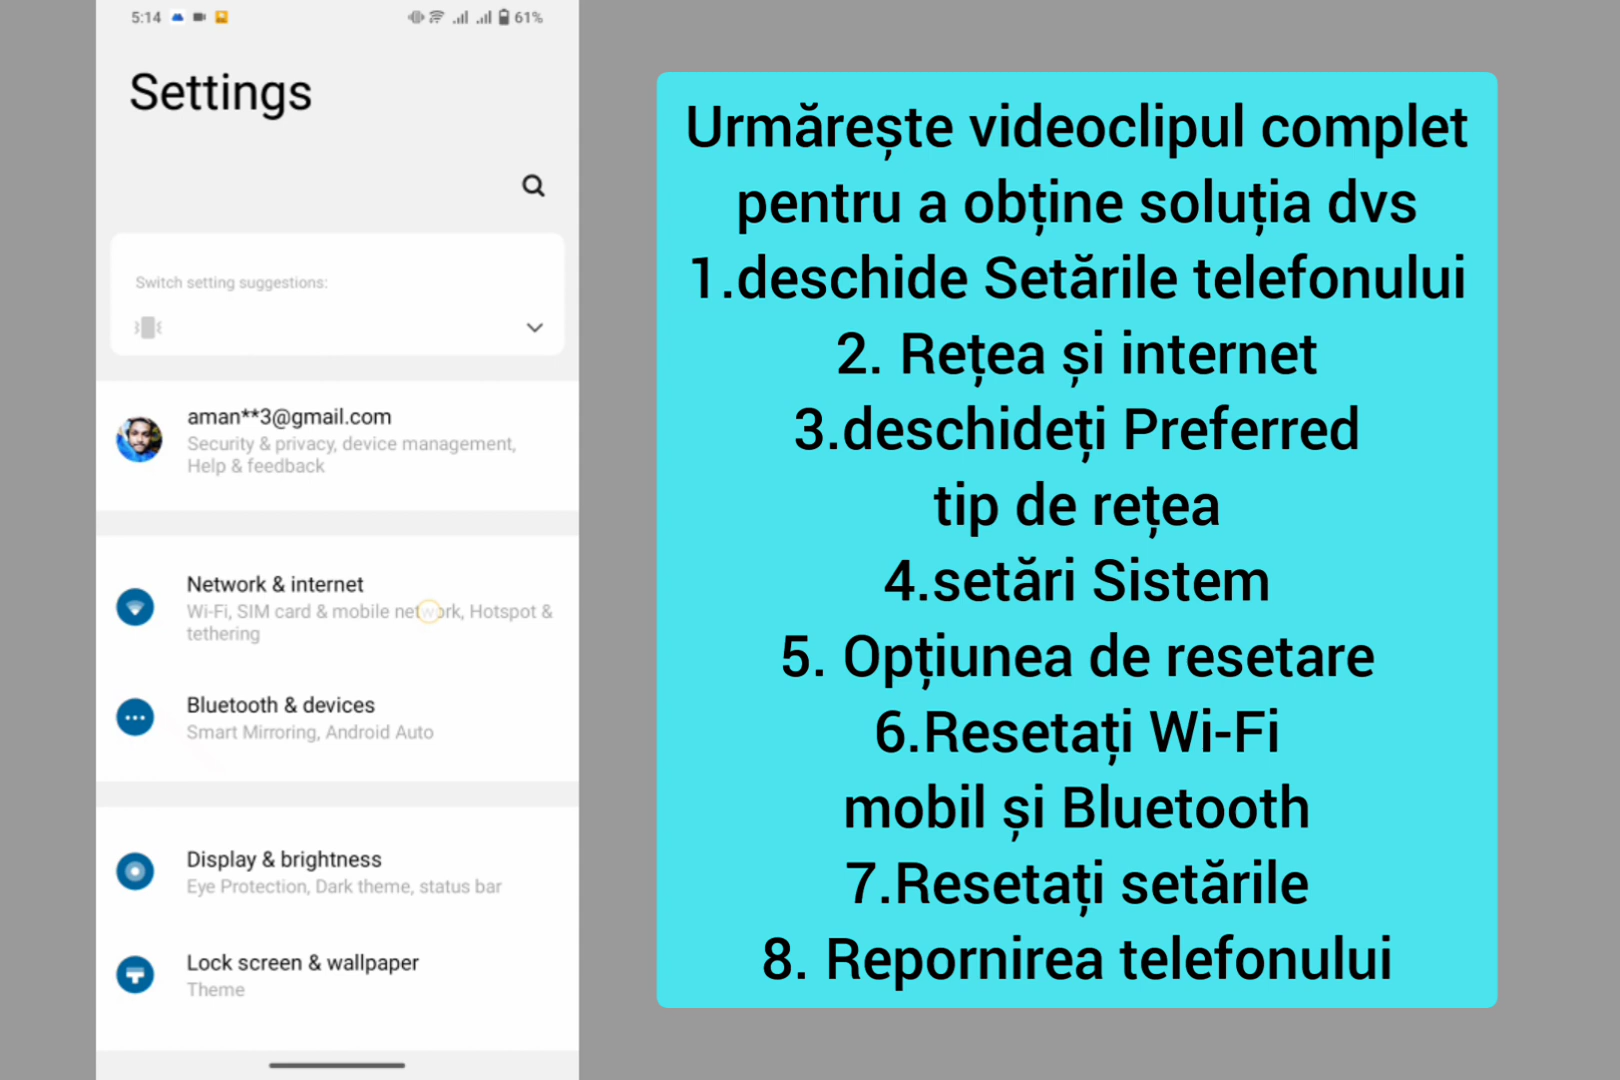 5:14
61%
Settings
Switch setting suggestions:
aman**3@gmail.com
Security & privacy, device management,
Help & feedback
Network & internet
Wi-Fi, SIM card & mobile network, Hotspot &
tethering
Bluetooth & devices
Smart Mirroring, Android Auto
Display & brightness
Eye Protection, Dark theme, status bar
Lock screen & wallpaper
Theme
Urmărește videoclipul complet
pentru a obține soluția dvs
1.deschide Setările telefonului
2. Rețea și internet
3.deschideți Preferred
tip de rețea
4.setări Sistem
5. Opțiunea de resetare
6.Resetați Wi-Fi
mobil și Bluetooth
7.Resetați setările
8. Repornirea telefonului